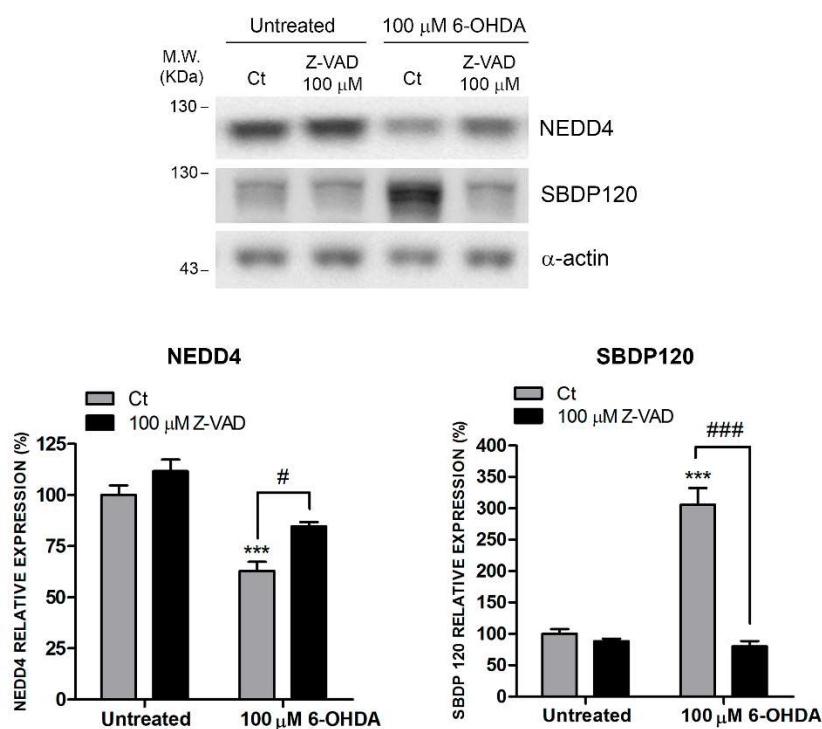 Untreated 100 μM 6-OHDA
M.W.
(KDa)
Ct Z-VAD 100 μM Ct Z-VAD 100 μM
130 –
NEDD4
130 –
SBDP120
43 –
α-actin
NEDD4
Ct
100 μM Z-VAD
NEDD4 RELATIVE EXPRESSION (%)
125
100
75
50
25
0
***
#
Untreated 100 μM 6-OHDA
SBDP120
Ct
100 μM Z-VAD
SBDP 120 RELATIVE EXPRESSION (%)
400
350
300
250
200
150
100
50
0
***
###
Untreated 100 μM 6-OHDA